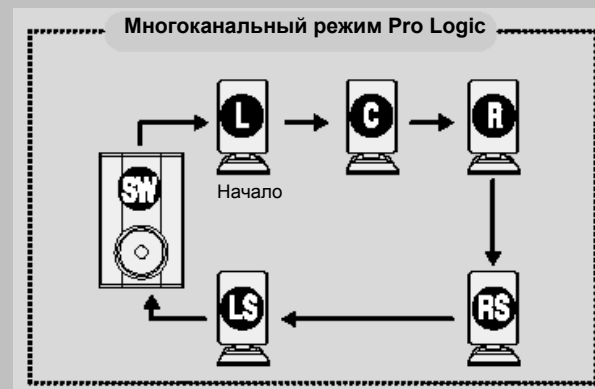 Многоканальный режим Pro Logic
L C R
Начало
SW
LS RS